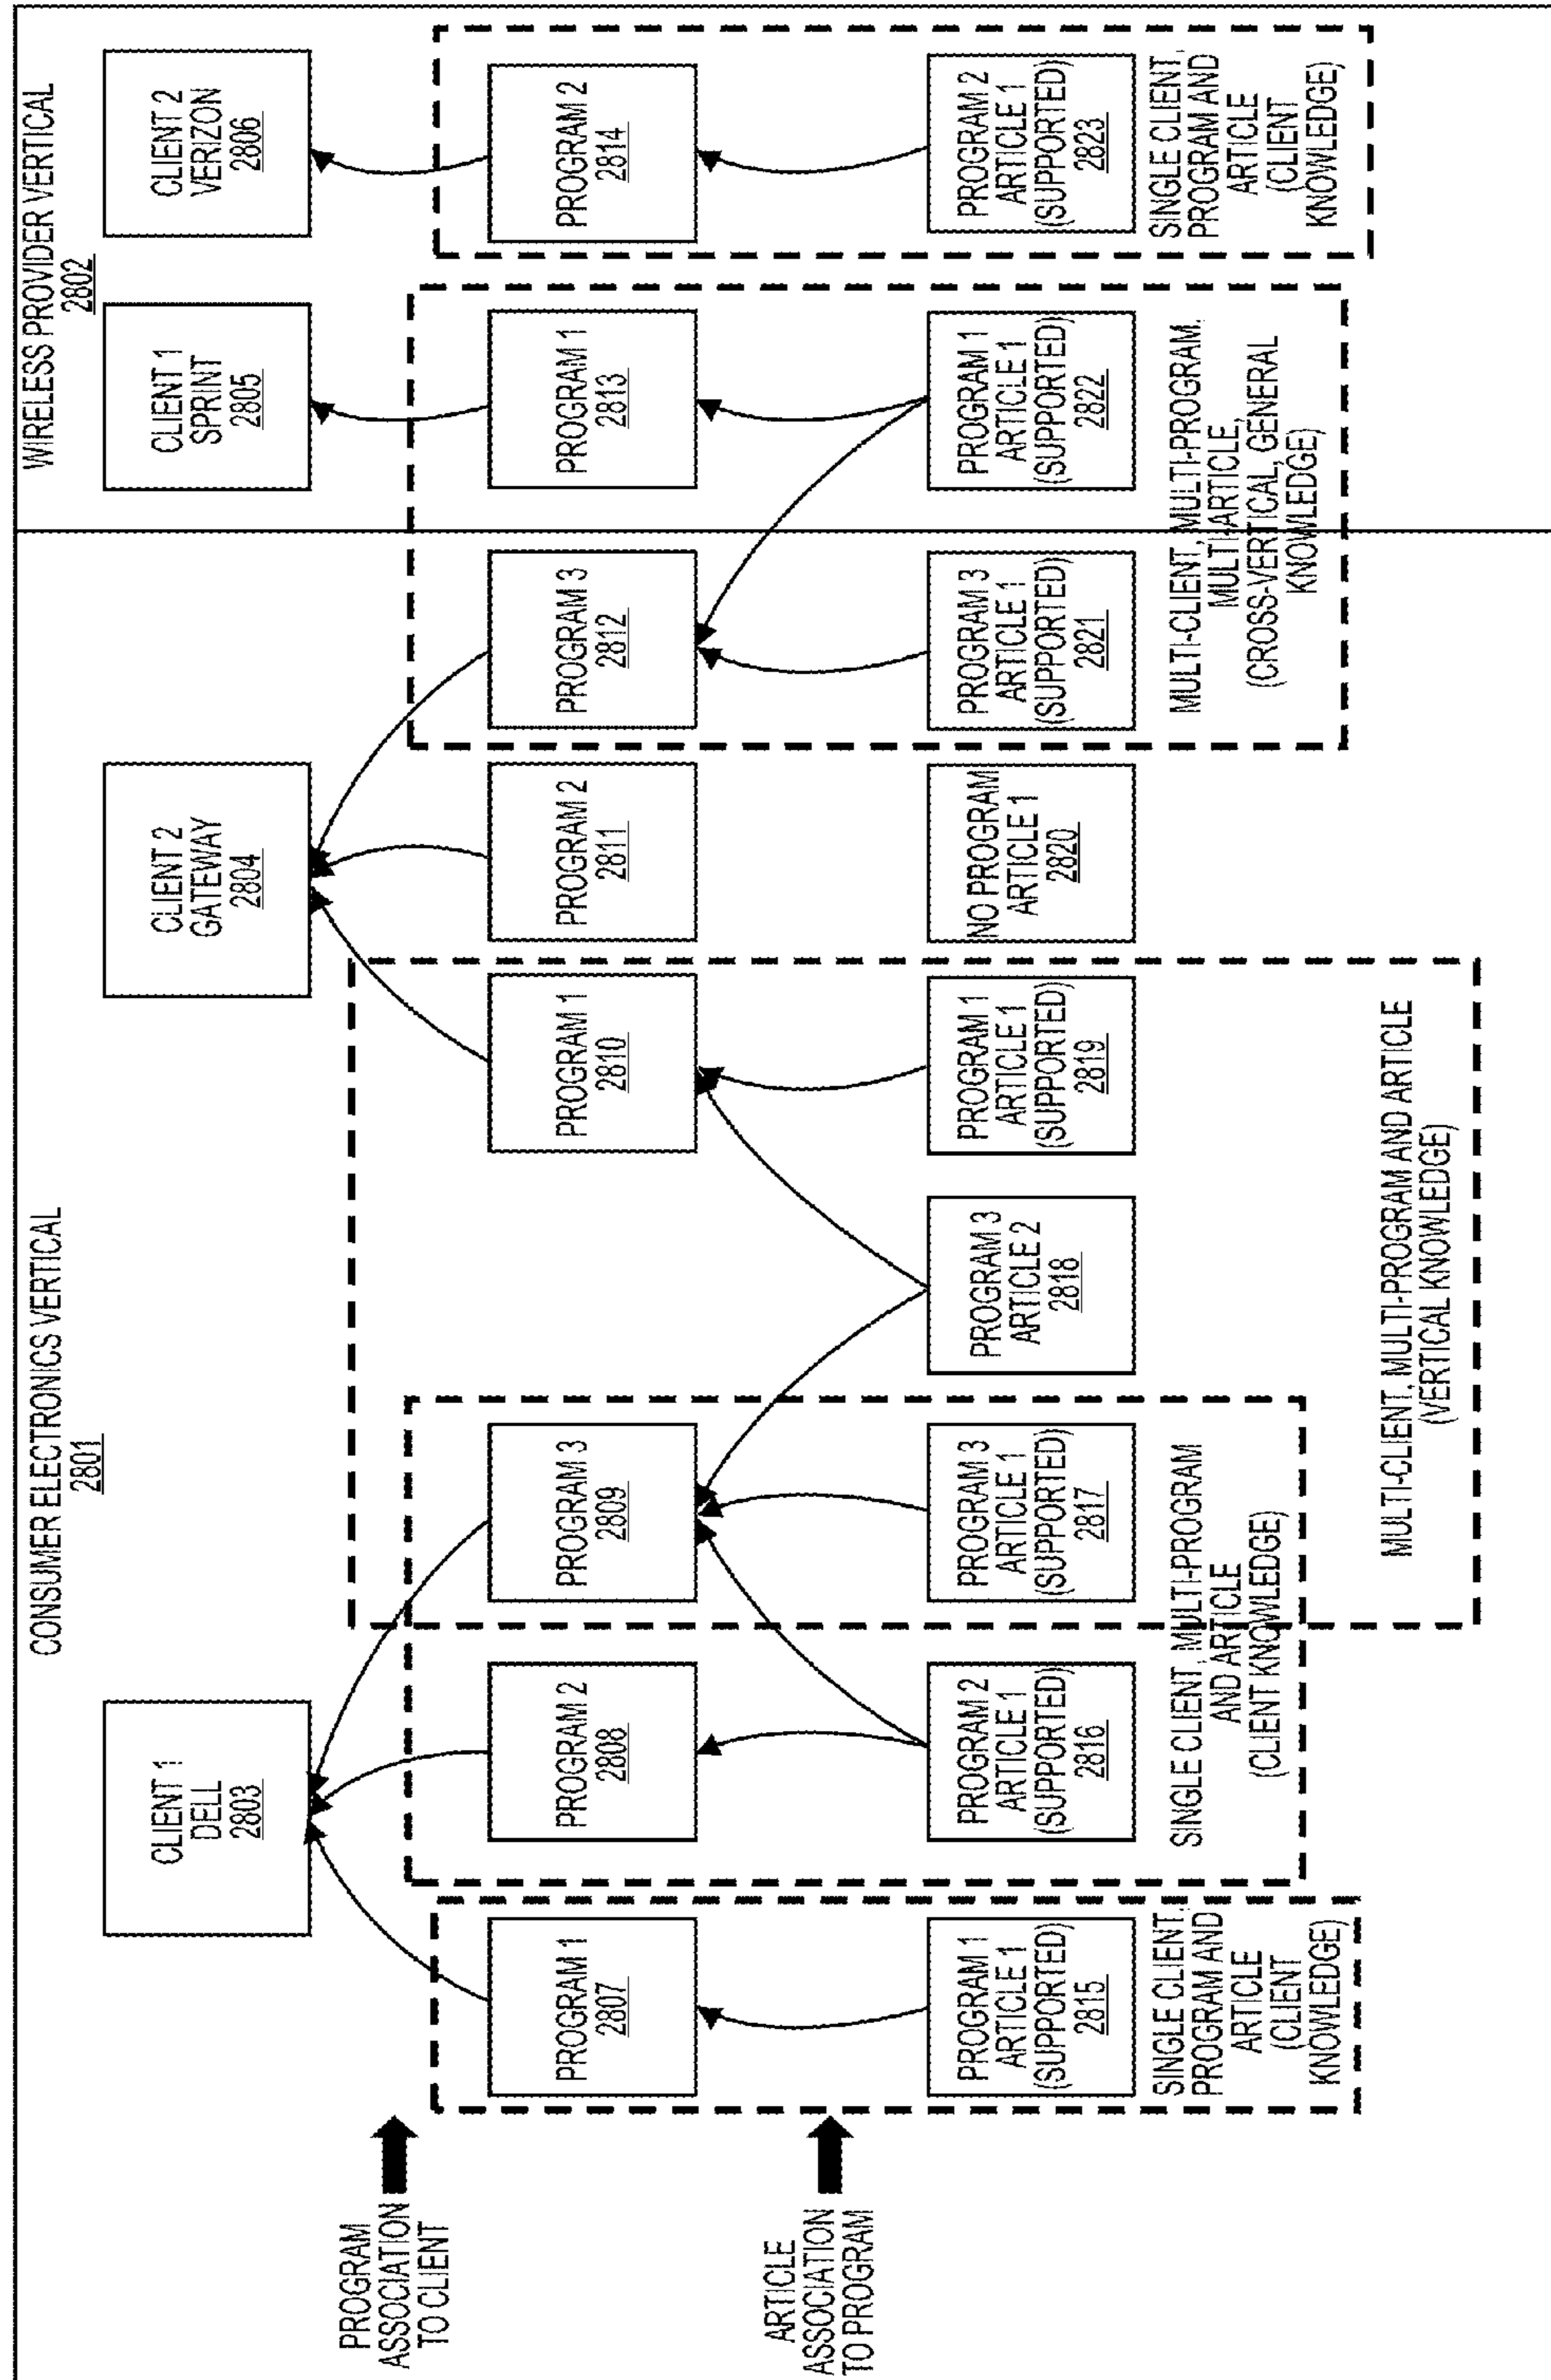 CONSUMER ELECTRONICS VERTICAL
2801
WIRELESS PROVIDER VERTICAL
2802
CLIENT 1
DELL
2803
CLIENT 2
GATEWAY
2804
CLIENT 1
SPRINT
2805
CLIENT 2
VERIZON
2806
PROGRAM
ASSOCIATION
TO CLIENT
PROGRAM 1
2807
PROGRAM 2
2808
PROGRAM 3
2809
PROGRAM 1
2810
PROGRAM 2
2811
PROGRAM 3
2812
PROGRAM 1
2813
PROGRAM 2
2814
ARTICLE
ASSOCIATION
TO PROGRAM
PROGRAM 1
ARTICLE 1
(SUPPORTED)
2815
PROGRAM 2
ARTICLE 1
(SUPPORTED)
2816
PROGRAM 3
ARTICLE 1
(SUPPORTED)
2817
PROGRAM 3
ARTICLE 2
2818
PROGRAM 1
ARTICLE 1
(SUPPORTED)
2819
NO PROGRAM
ARTICLE 1
2820
PROGRAM 3
ARTICLE 1
(SUPPORTED)
2821
PROGRAM 1
ARTICLE 1
(SUPPORTED)
2822
PROGRAM 2
ARTICLE 1
(SUPPORTED)
2823
SINGLE CLIENT,
PROGRAM AND
ARTICLE
(CLIENT
KNOWLEDGE)
SINGLE CLIENT, MULTI-PROGRAM
AND ARTICLE
(CLIENT KNOWLEDGE)
MULTI-CLIENT, MULTI-PROGRAM AND ARTICLE
(VERTICAL KNOWLEDGE)
MULTI-CLIENT, MULTI-PROGRAM,
MULTI-ARTICLE,
(CROSS-VERTICAL, GENERAL
KNOWLEDGE)
SINGLE CLIENT,
PROGRAM AND
ARTICLE
(CLIENT
KNOWLEDGE)